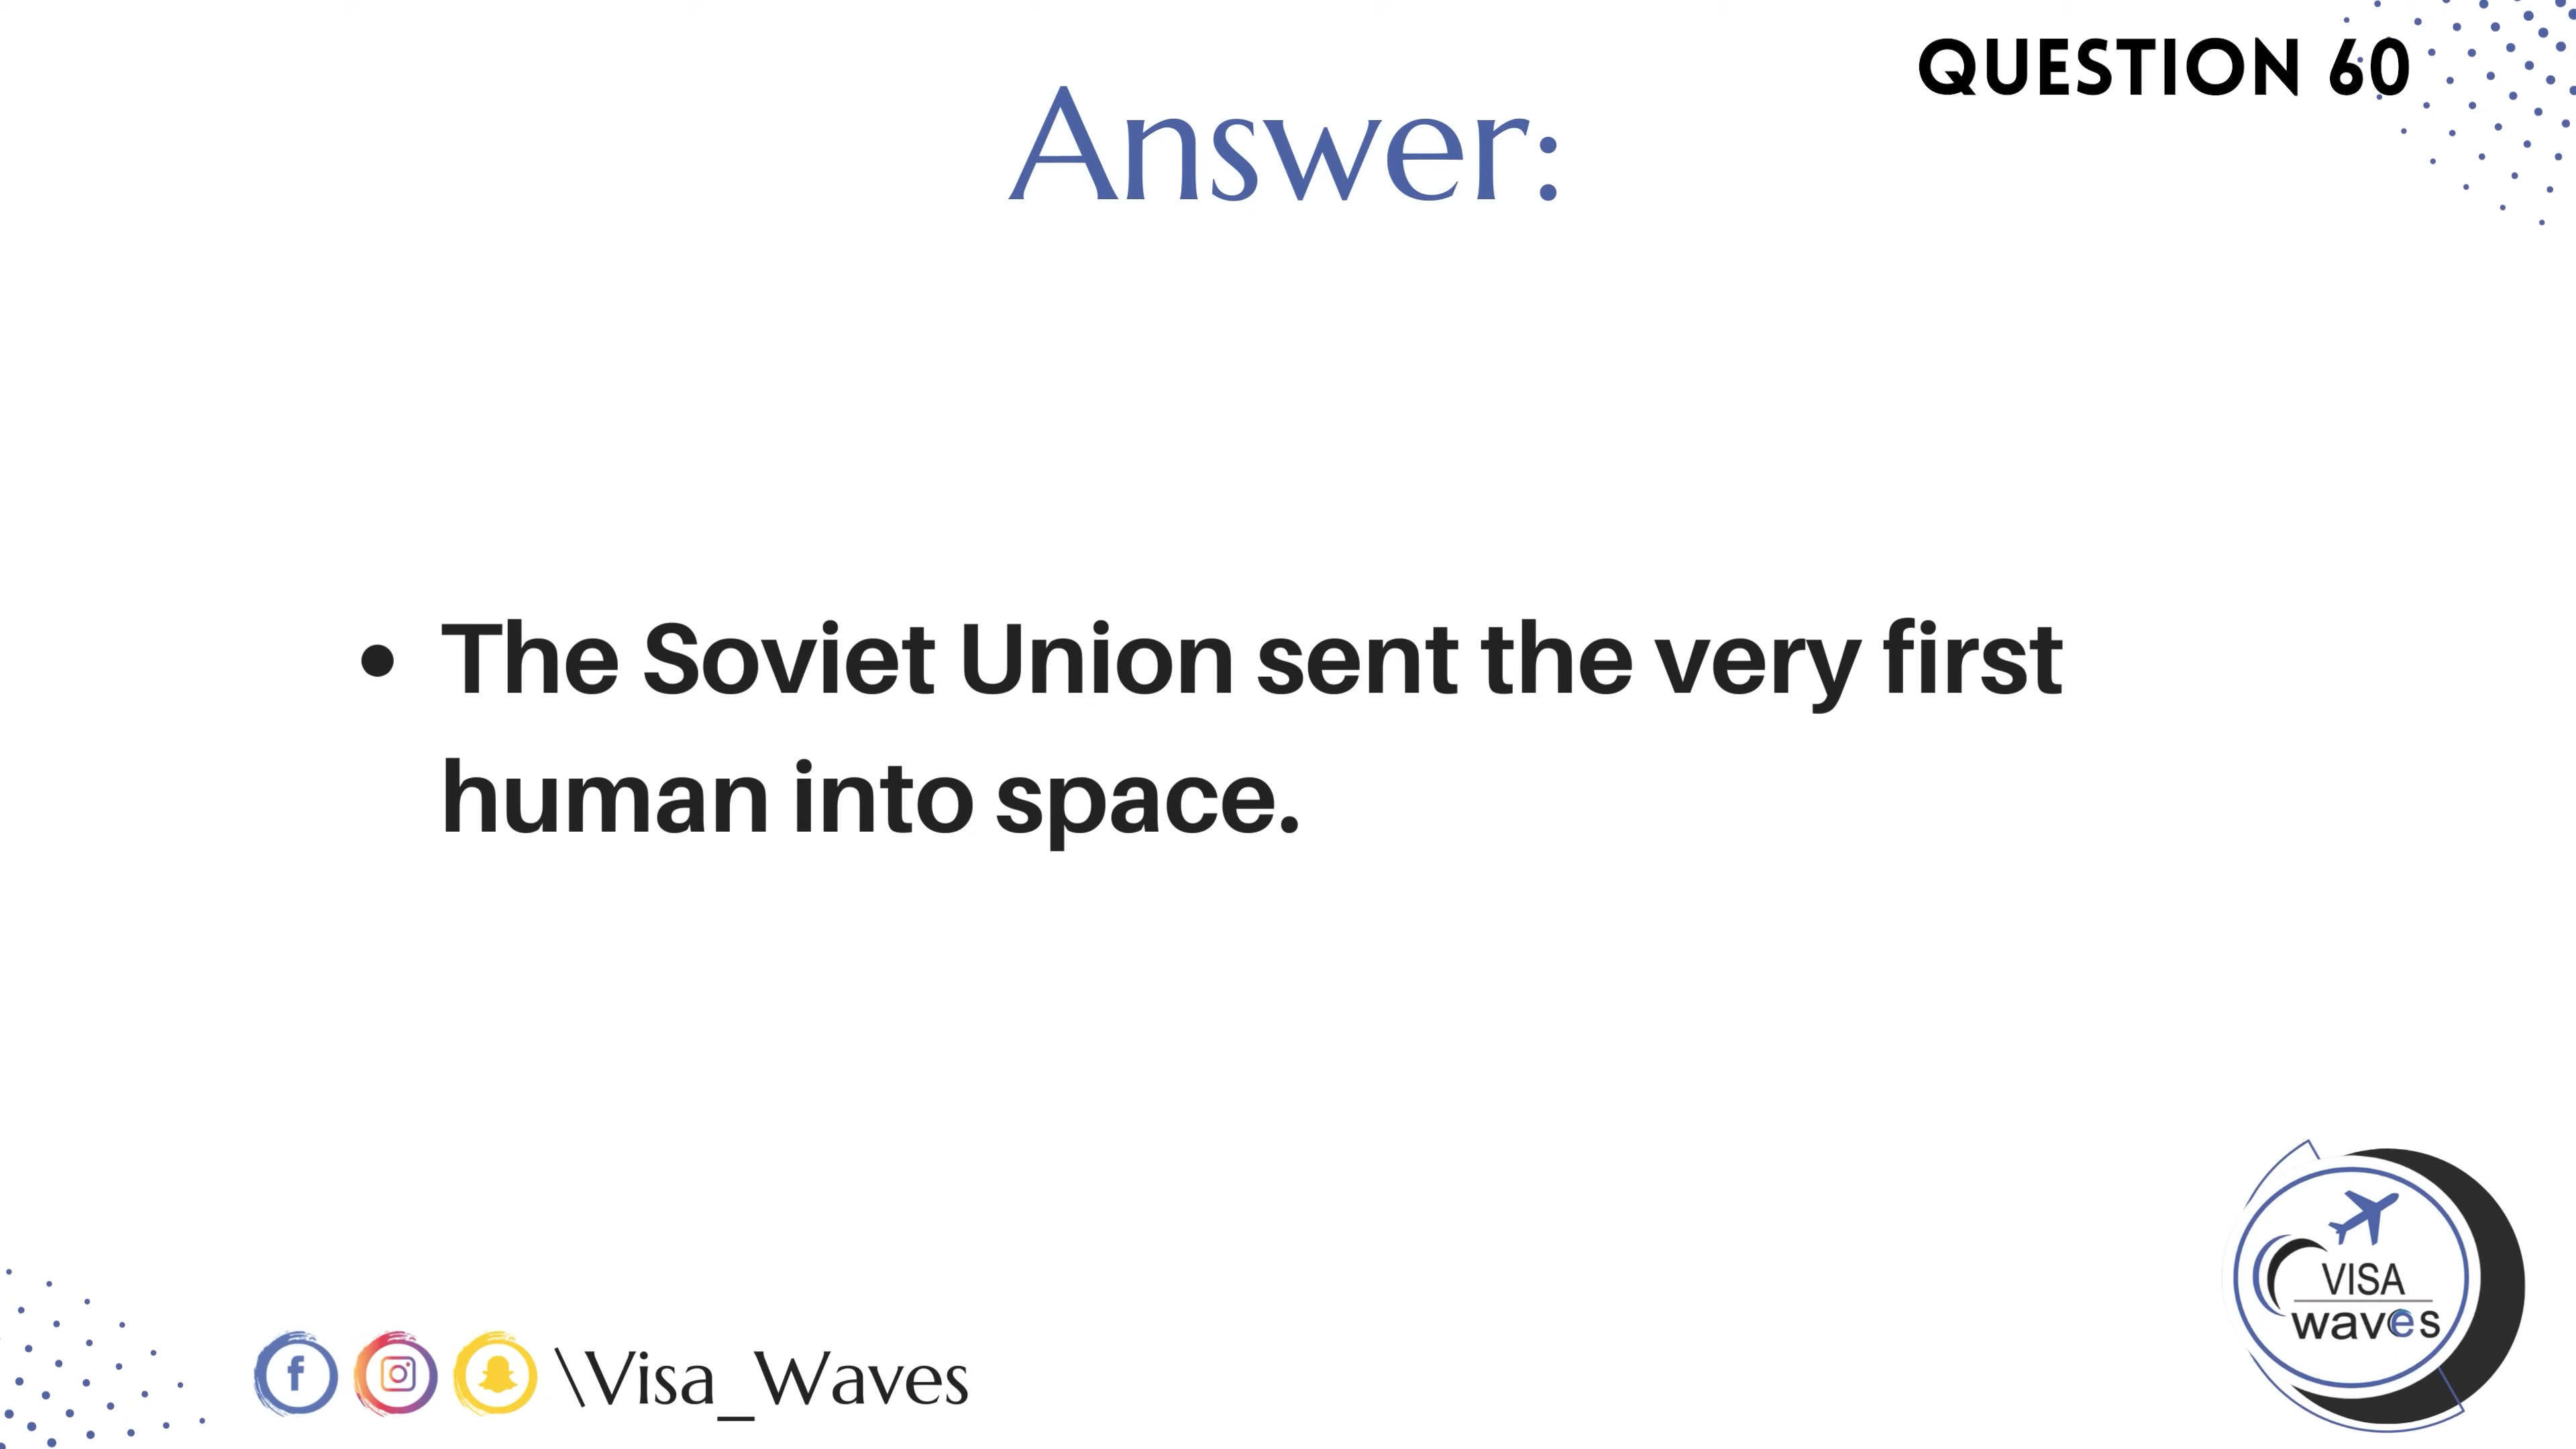 QUESTION 60
Answer:
• The Soviet Union sent the very first
human into space.
\Visa_Waves
VISA
waves